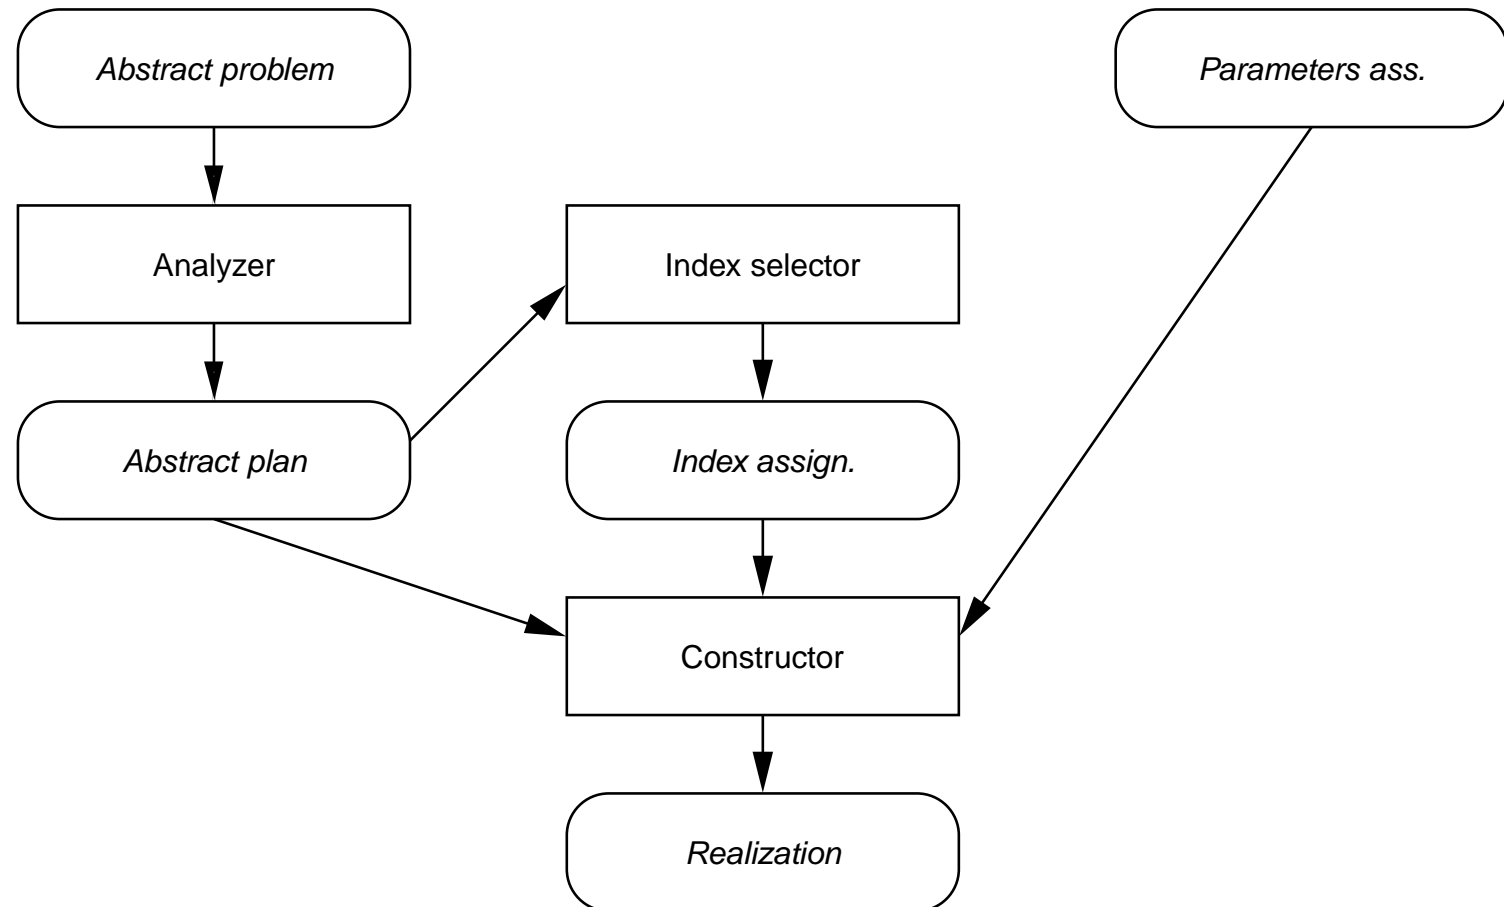 Abstract problem
Parameters ass.
Analyzer
Index selector
Abstract plan
Index assign.
Constructor
Realization